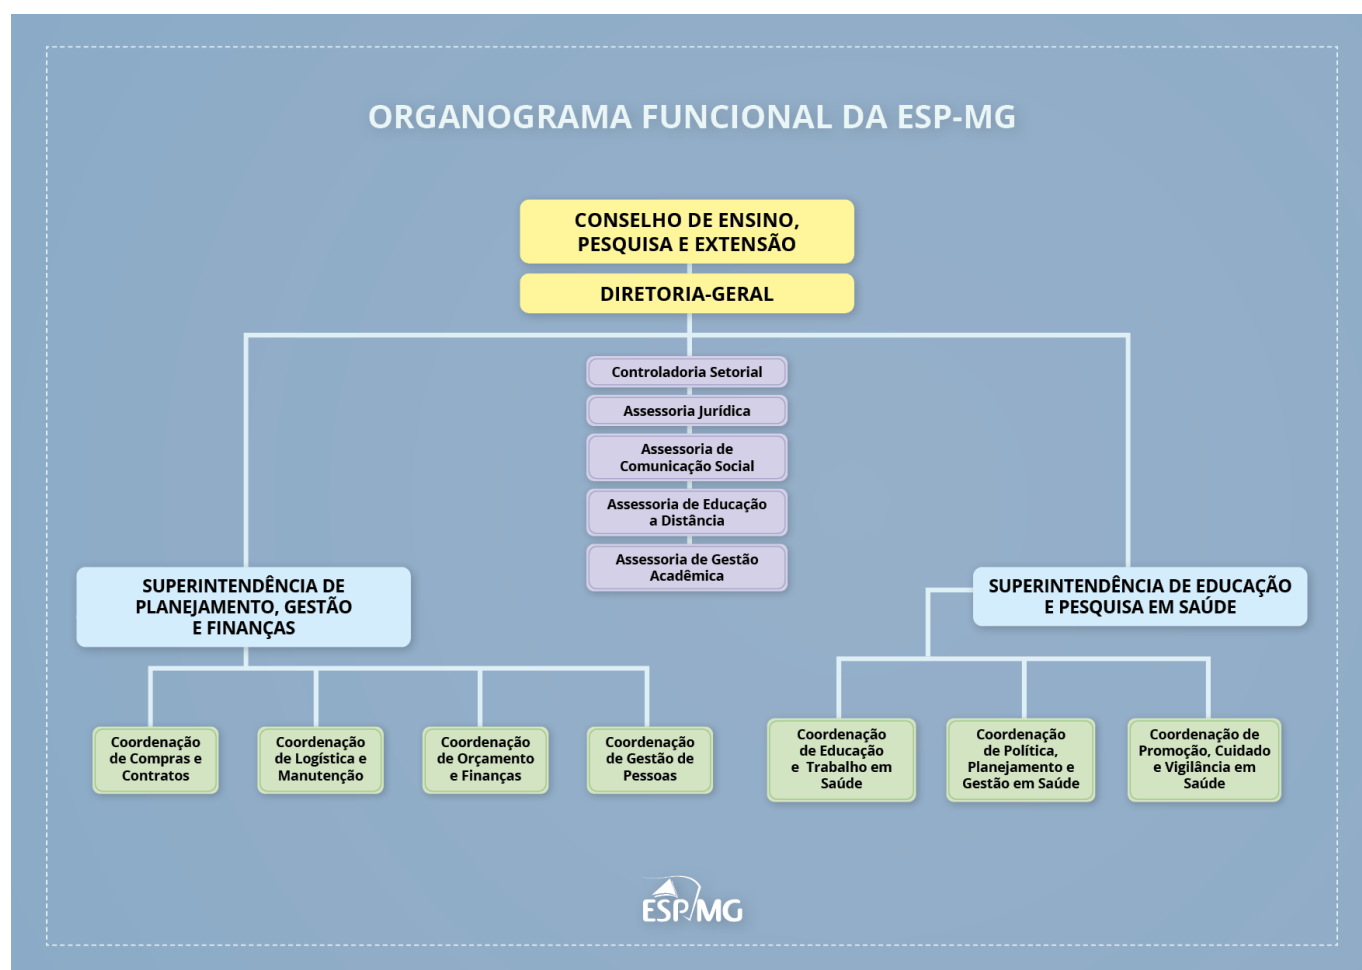 ORGANOGRAMA FUNCIONAL DA ESP-MG
CONSELHO DE ENSINO,
PESQUISA E EXTENSÃO
DIRETORIA-GERAL
Controladoria Setorial
Assessoria Jurídica
Assessoria de
Comunicação Social
Assessoria de Educação
a Distância
Assessoria de Gestão
Acadêmica
SUPERINTENDÊNCIA DE
PLANEJAMENTO, GESTÃO
E FINANÇAS
SUPERINTENDÊNCIA DE EDUCAÇÃO
E PESQUISA EM SAÚDE
Coordenação
de Compras e
Contratos
Coordenação
de Logística e
Manutenção
Coordenação
de Orçamento
e Finanças
Coordenação
de Gestão de
Pessoas
Coordenação
de Educação
e Trabalho em
Saúde
Coordenação
de Política,
Planejamento e
Gestão em Saúde
Coordenação de
Promoção, Cuidado
e Vigilância em
Saúde
ESP/MG